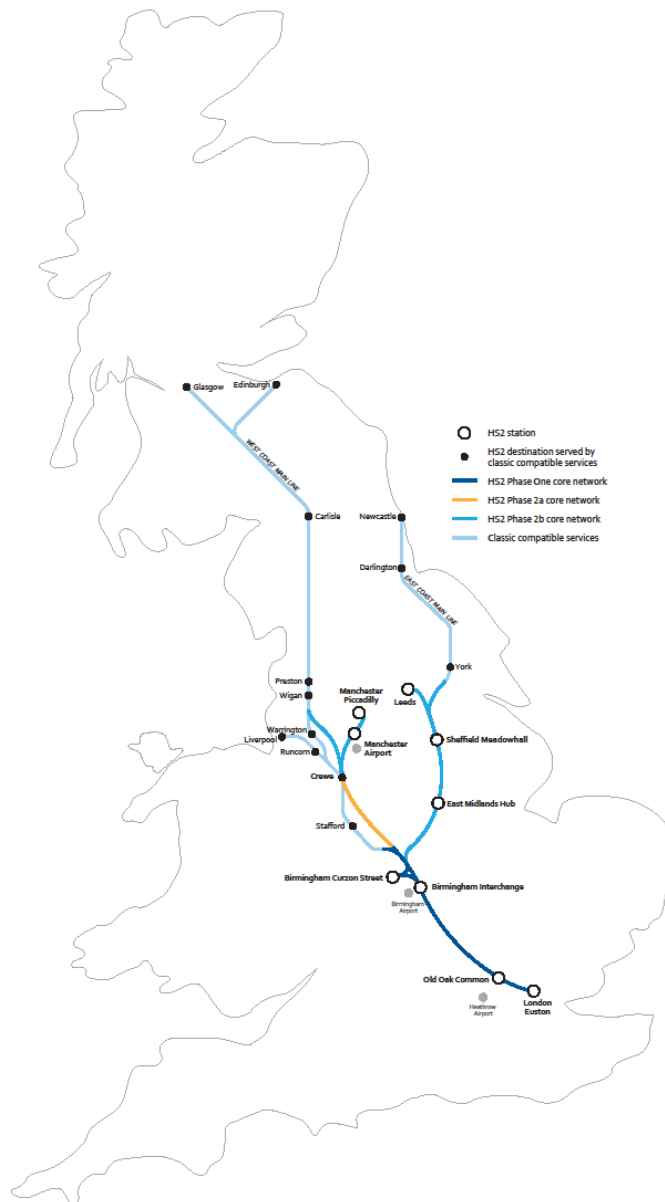 Glasgow
Edinburgh
WEST COAST MAIN LINE
HS2 station
HS2 destination served by
classic compatible services
HS2 Phase One core network
HS2 Phase 2a core network
HS2 Phase 2b core network
Classic compatible services
Carlisle
Newcastle
Darlington
EAST COAST MAIN LINE
York
Preston
Wigan
Manchester
Piccadilly
Leeds
Warrington
Liverpool
Runcorn
Manchester
Airport
Sheffield Meadowhall
Crewe
East Midlands Hub
Stafford
Birmingham Curzon Street
Birmingham Interchange
Birmingham
Airport
Old Oak Common
London
Euston
Heathrow
Airport